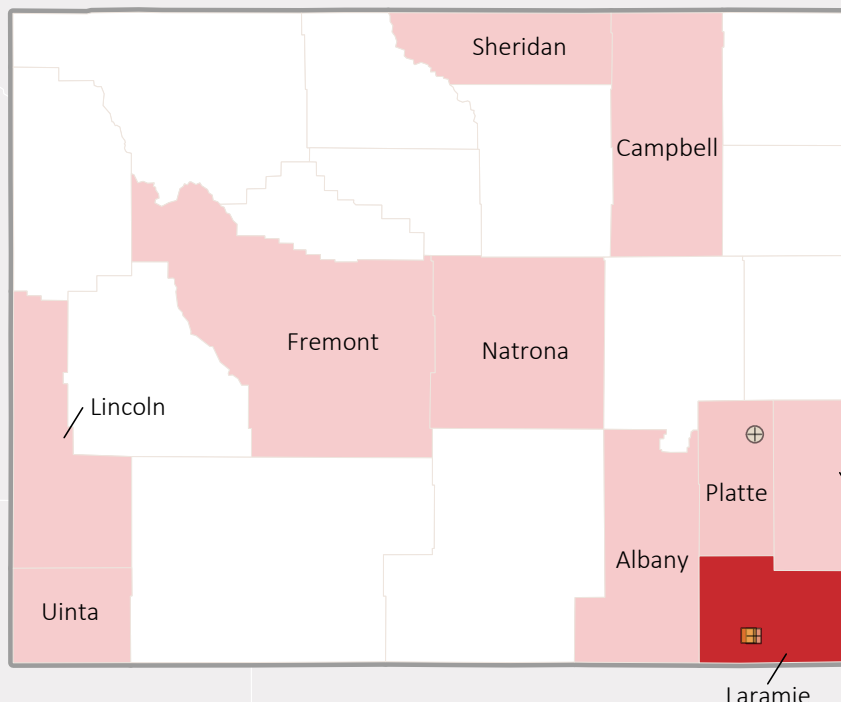 Sheridan
Campbell
Fremont
Natrona
Lincoln
Platte
Albany
Uinta
Laramie